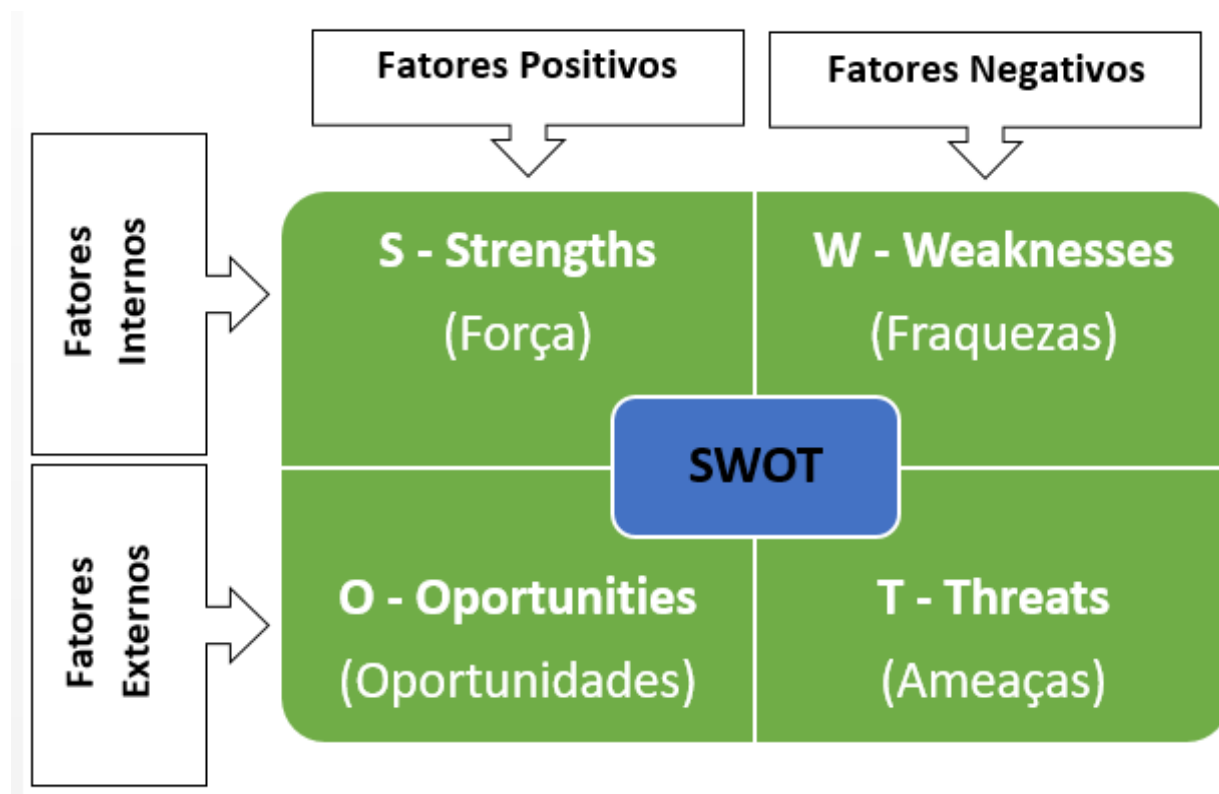 Fatores Positivos
Fatores Negativos
Fatores
Internos
S - Strengths
(Força)
W - Weaknesses
(Fraquezas)
SWOT
Fatores
Externos
O - Oportunities
(Oportunidades)
T - Threats
(Ameaças)